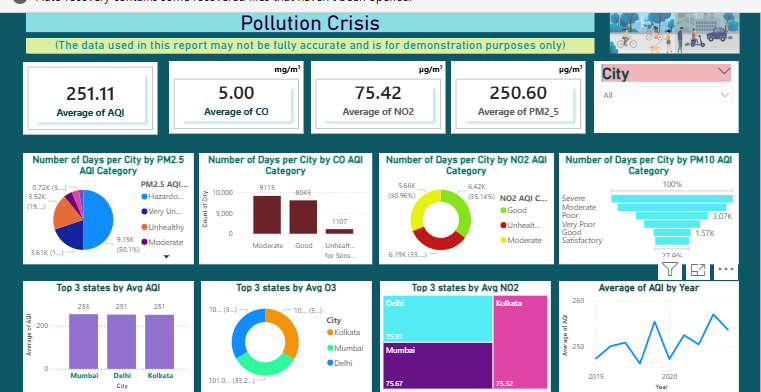 Pollution Crisis
(The data used in this report may not be fully accurate and is for demonstration purposes only)
251.11
Average of AQI
mg/m³
5.00
Average of CO
µg/m³
75.42
Average of NO2
µg/m³
250.60
Average of PM2_5
City
All
Number of Days per City by PM2.5
AQI Category
0.72K (3...)
3.52K
(19...)
3.61K (1...)
9.15K
(50.1%)
PM2.5 AQI...
Hazardo...
Very Un...
Unhealthy
Moderate
Number of Days per City by CO AQI
Category
Count of City
10,000
5,000
0
9115
8043
1107
Moderate
Good
Unhealt...
for Sens...
Number of Days per City by NO2 AQI
Category
5.66K
(30.96%)
6.42K
(35.14%)
6.19K (33....)
NO2 AQI C...
Good
Unhealt...
Moderate
Number of Days per City by PM10 AQI
Category
100%
Severe
Moderate
Poor
Very Poor
Good
Satisfactory
3.07K
1.57K
27.9%
Top 3 states by Avg AQI
Average of AQI
200
0
253
251
251
Mumbai
Delhi
Kolkata
City
Top 3 states by Avg O3
10... (3...)
10... (3...)
101.0... (33.2...)
City
Kolkata
Mumbai
Delhi
Top 3 states by Avg NO2
Delhi
75.91
Mumbai
75.67
Kolkata
75.32
Average of AQI by Year
Average of AQI
260
250
2015
2020
Year